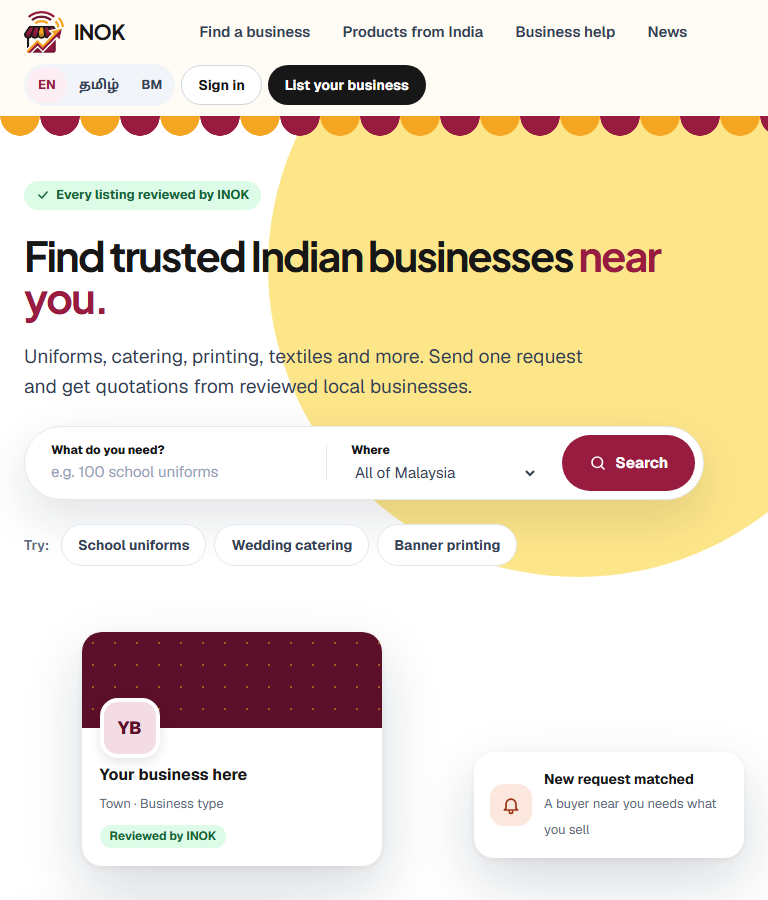 INOK
Find a business
Products from India
Business help
News
EN
தமிழ்
BM
Sign in
List your business
Every listing reviewed by INOK
Find trusted Indian businesses near
you.
Uniforms, catering, printing, textiles and more. Send one request
and get quotations from reviewed local businesses.
What do you need?
e.g. 100 school uniforms
Where
All of Malaysia
Search
Try:
School uniforms
Wedding catering
Banner printing
YB
Your business here
Town · Business type
Reviewed by INOK
New request matched
A buyer near you needs what
you sell